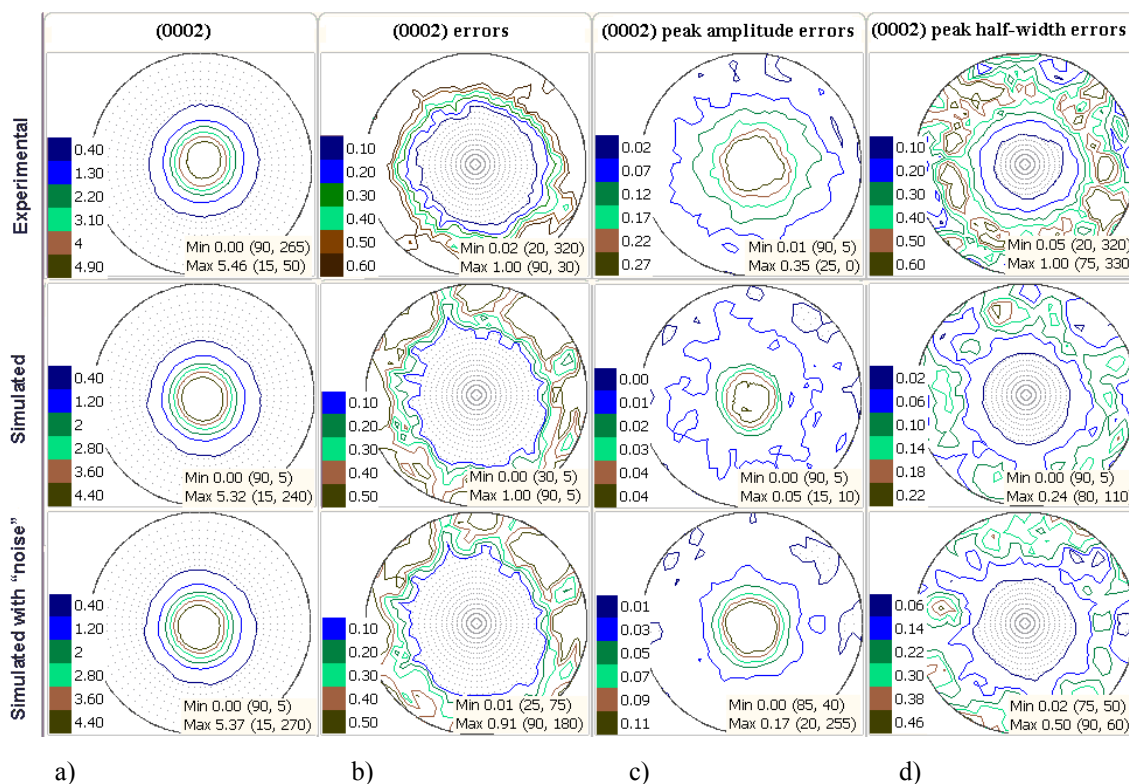 (0002)
(0002) errors
(0002) peak amplitude errors
(0002) peak half-width errors
Experimental
0.40
1.30
2.20
3.10
4
4.90
Min 0.00 (90, 265)
Max 5.46 (15, 50)
0.10
0.20
0.30
0.40
0.50
0.60
Min 0.02 (20, 320)
Max 1.00 (90, 30)
0.02
0.07
0.12
0.17
0.22
0.27
Min 0.01 (90, 5)
Max 0.35 (25, 0)
0.10
0.20
0.30
0.40
0.50
0.60
Min 0.05 (20, 320)
Max 1.00 (75, 330)
Simulated
0.40
1.20
2
2.80
3.60
4.40
Min 0.00 (90, 5)
Max 5.32 (15, 240)
0.10
0.20
0.30
0.40
0.50
Min 0.00 (30, 5)
Max 1.00 (90, 5)
0.00
0.01
0.02
0.03
0.04
0.04
Min 0.00 (90, 5)
Max 0.05 (15, 10)
0.02
0.06
0.10
0.14
0.18
0.22
Min 0.00 (90, 5)
Max 0.24 (80, 110)
Simulated with "noise"
0.40
1.20
2
2.80
3.60
4.40
Min 0.00 (90, 5)
Max 5.37 (15, 270)
0.10
0.20
0.30
0.40
0.50
Min 0.01 (25, 75)
Max 0.91 (90, 180)
0.01
0.03
0.05
0.07
0.09
0.11
Min 0.00 (85, 40)
Max 0.17 (20, 255)
0.06
0.14
0.22
0.30
0.38
0.46
Min 0.02 (75, 50)
Max 0.50 (90, 60)
a)
b)
c)
d)